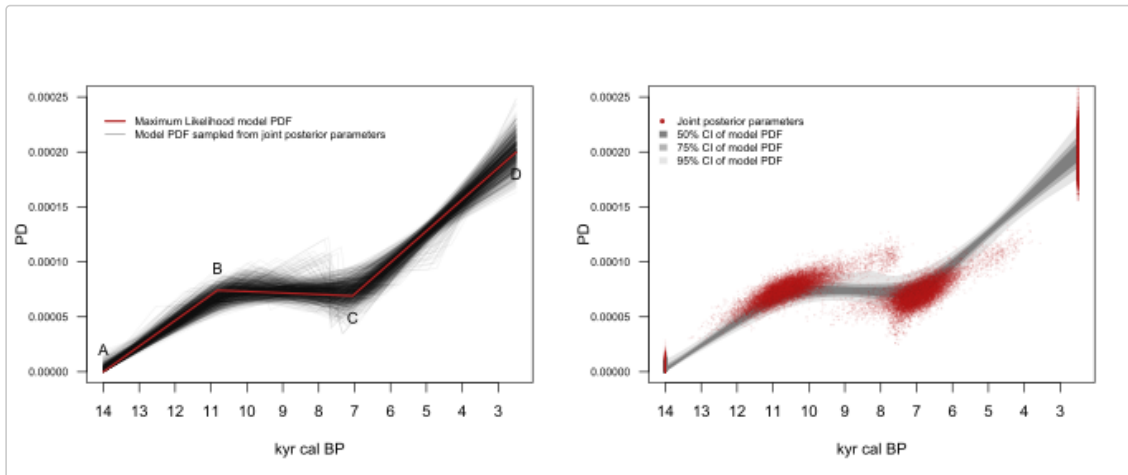 0.00025
0.00020
0.00015
0.00010
0.00005
0.00000
PD
Maximum Likelihood model PDF
Model PDF sampled from joint posterior parameters
A
B
C
D
14 13 12 11 10 9 8 7 6 5 4 3
kyr cal BP
0.00025
0.00020
0.00015
0.00010
0.00005
0.00000
PD
Joint posterior parameters
50% CI of model PDF
75% CI of model PDF
95% CI of model PDF
14 13 12 11 10 9 8 7 6 5 4 3
kyr cal BP